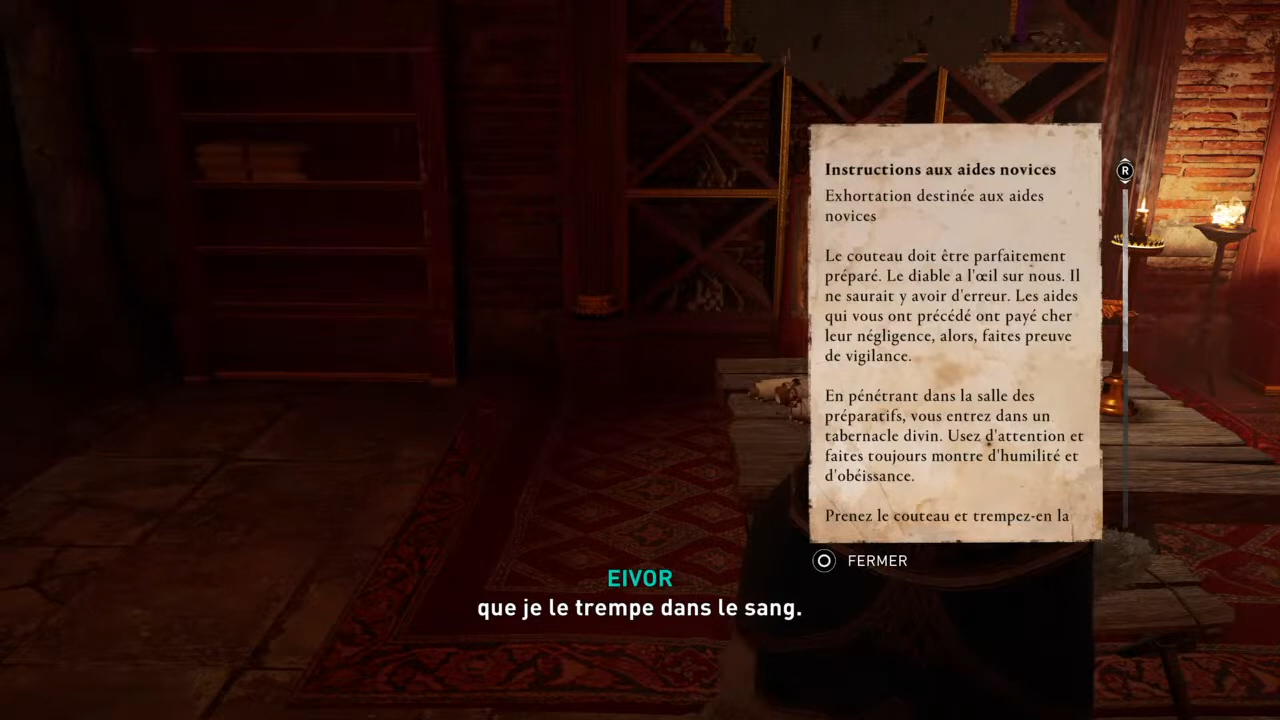 Instructions aux aides novices
Exhortation destinée aux aides
novices
Le couteau doit être parfaitement
préparé. Le diable a l'œil sur nous. Il
ne saurait y avoir d'erreur. Les aides
qui vous ont précédé ont payé cher
leur négligence, alors, faites preuve
de vigilance.
En pénétrant dans la salle des
préparatifs, vous entrez dans un
tabernacle divin. Usez d'attention et
faites toujours montre d'humilité et
d'obéissance.
Prenez le couteau et trempez-en la
R
FERMER
EIVOR
que je le trempe dans le sang.